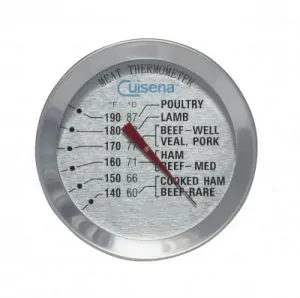 Cuisena
MEAT THERMOMETER
°F °C
POULTRY
190 87 LAMB
180 BEEF-WELL
VEAL, PORK
170 77
HAM
160 71 BEEF-MED
150 66 COOKED HAM
140 60 BEEF-RARE